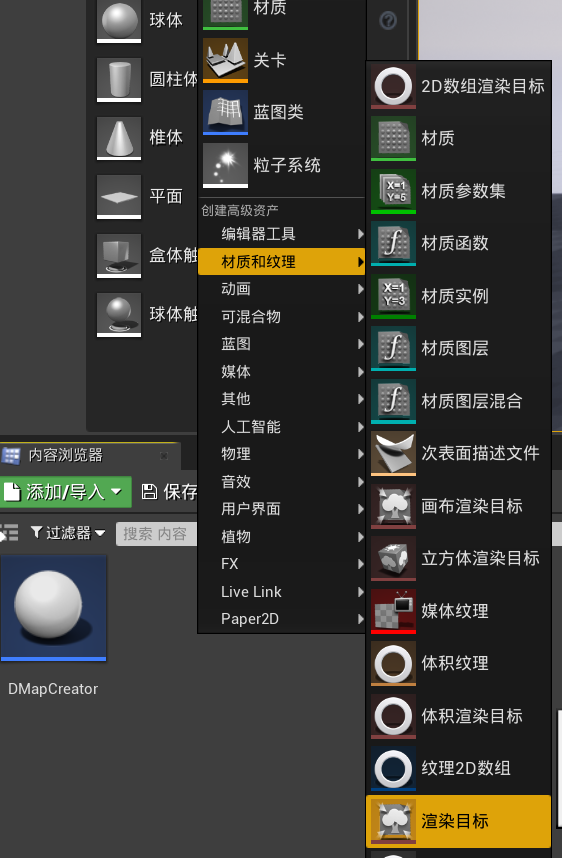 球体
圆柱体
椎体
平面
盒体触
球体触
材质
关卡
蓝图类
粒子系统
创建高级资产
编辑器工具
材质和纹理
动画
可混合物
蓝图
媒体
其他
人工智能
物理
音效
用户界面
植物
FX
Live Link
Paper2D
2D数组渲染目标
材质
X=1
Y=5
材质参数集
f
材质函数
X=1
Y=3
材质实例
f
材质图层
f
材质图层混合
次表面描述文件
画布渲染目标
立方体渲染目标
媒体纹理
体积纹理
体积渲染目标
纹理2D数组
渲染目标
内容浏览器
添加/导入
保存
过滤器
搜索 内容
DMapCreator